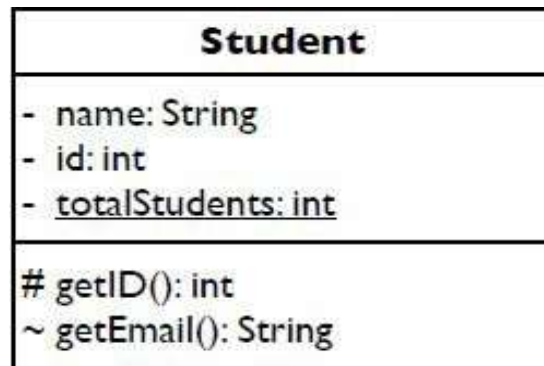 Student
- name: String
- id: int
- totalStudents: int
# getID(): int
~ getEmail(): String